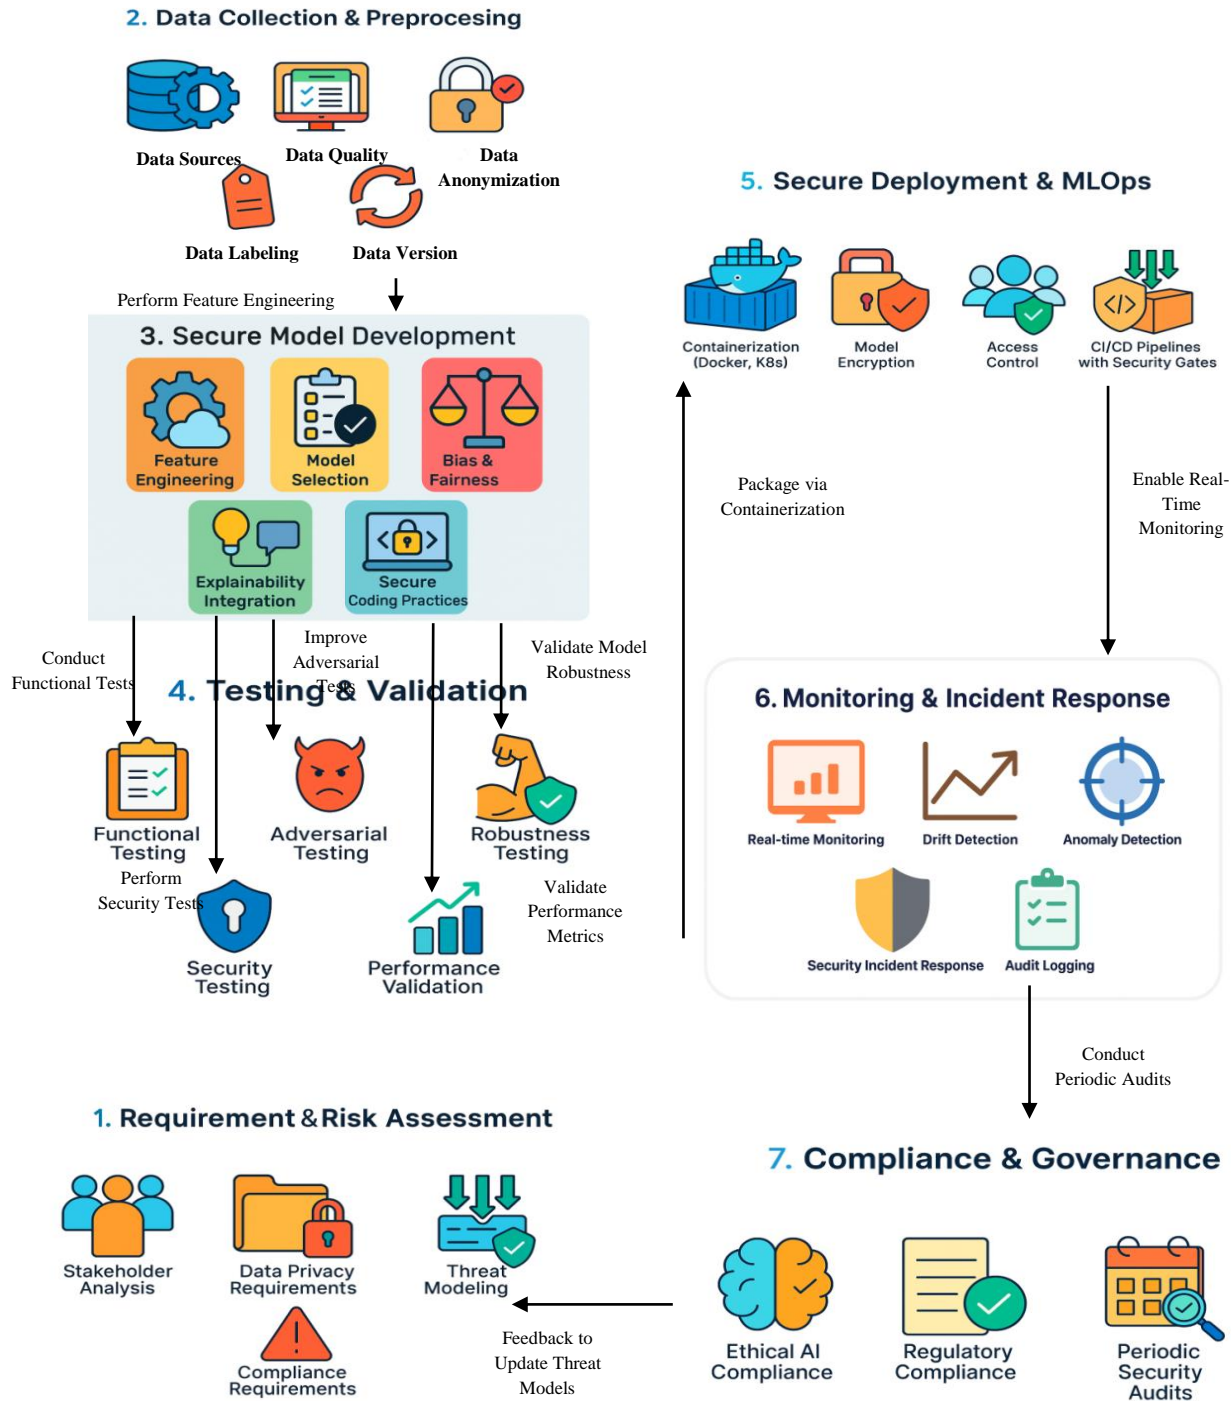 2. Data Collection & Preprocesing
Data Sources
Data Quality
Data
Anonymization
Data Labeling
Data Version
Perform Feature Engineering
3. Secure Model Development
Feature
Engineering
Model
Selection
Bias &
Fairness
Explainability
Integration
Secure
Coding Practices
Conduct
Functional Tests
Improve
Adversarial
Tests
Validate Model
Robustness
4. Testing & Validation
Functional
Testing
Adversarial
Testing
Robustness
Testing
Perform
Security Tests
Validate
Performance
Metrics
Security
Testing
Performance
Validation
1. Requirement & Risk Assessment
Stakeholder
Analysis
Data Privacy
Requirements
Threat
Modeling
Compliance
Requirements
Feedback to
Update Threat
Models
5. Secure Deployment & MLOps
Containerization
(Docker, K8s)
Model
Encryption
Access
Control
</>
CI/CD Pipelines
with Security Gates
Package via
Containerization
Enable Real-
Time
Monitoring
6. Monitoring & Incident Response
Real-time Monitoring
Drift Detection
Anomaly Detection
Security Incident Response
Audit Logging
Conduct
Periodic Audits
7. Compliance & Governance
Ethical AI
Compliance
Regulatory
Compliance
Periodic
Security
Audits